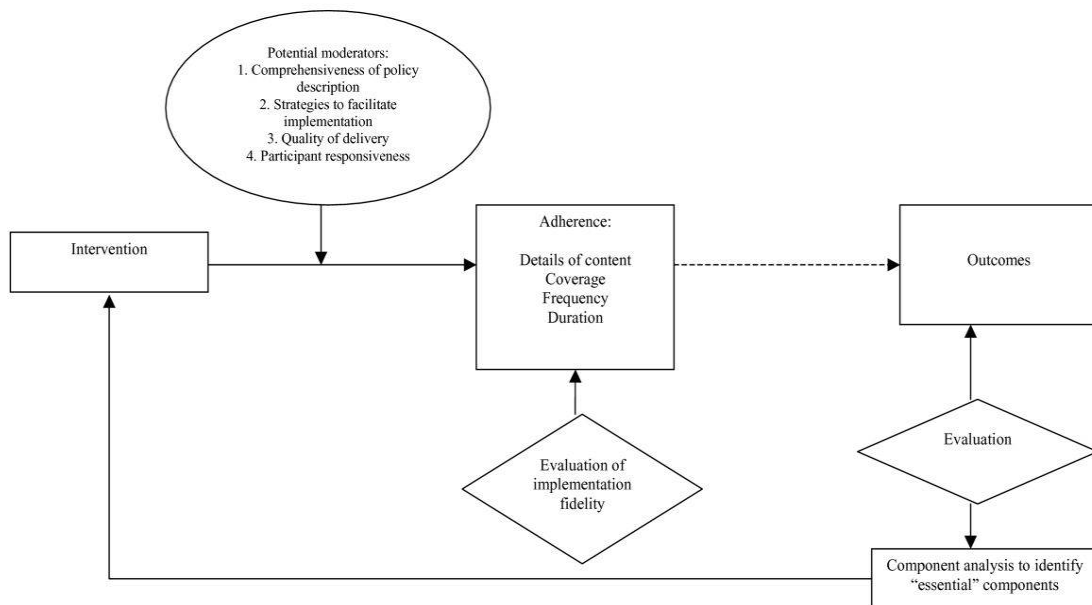 Potential moderators:
1. Comprehensiveness of policy
description
2. Strategies to facilitate
implementation
3. Quality of delivery
4. Participant responsiveness
Intervention
Adherence:
Details of content
Coverage
Frequency
Duration
Outcomes
Evaluation of
implementation
fidelity
Evaluation
Component analysis to identify
“essential” components